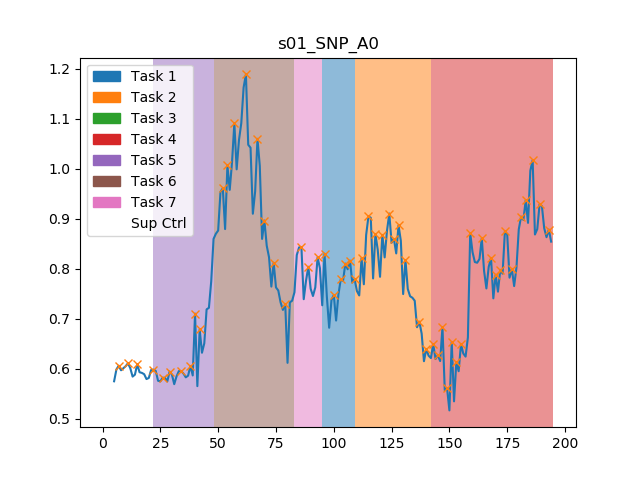 s01_SNP_A0
1.2
1.1
1.0
0.9
0.8
0.7
0.6
0.5
Task 1
Task 2
Task 3
Task 4
Task 5
Task 6
Task 7
Sup Ctrl
0 25 50 75 100 125 150 175 200